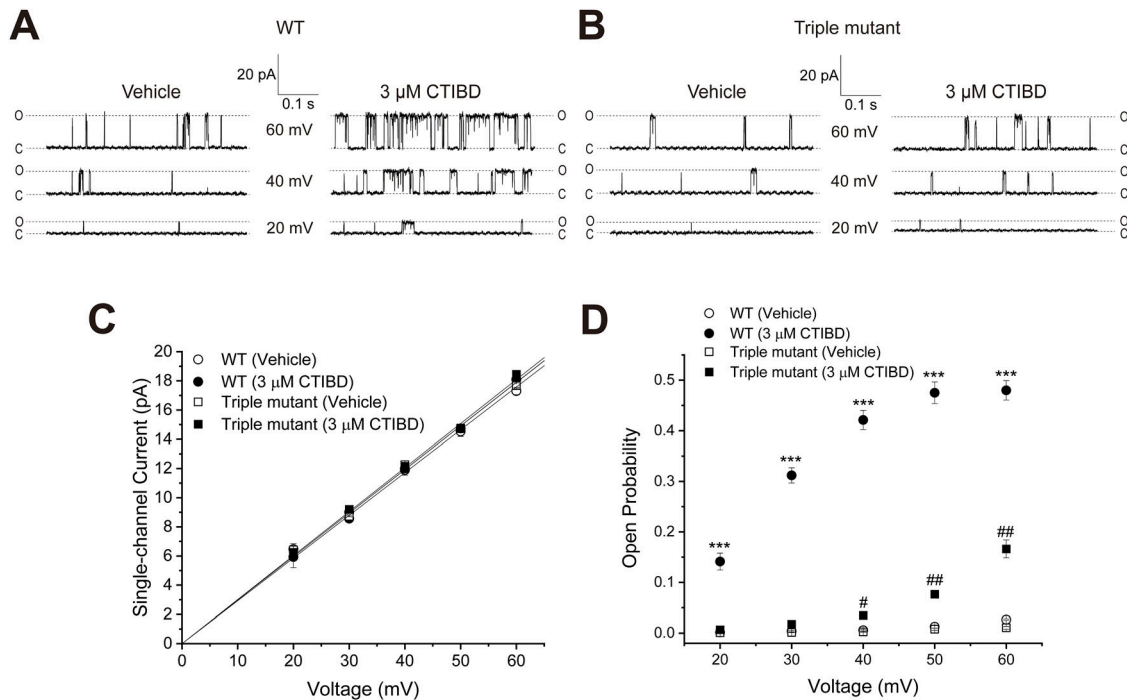 A
WT
20 pA
0.1 s
Vehicle
3 µM CTIBD
O
C
60 mV
O
C
O
C
40 mV
O
C
O
C
20 mV
O
C
B
Triple mutant
20 pA
0.1 s
Vehicle
3 µM CTIBD
O
C
60 mV
O
C
O
C
40 mV
O
C
O
C
20 mV
O
C
C
WT (Vehicle)
WT (3 µM CTIBD)
Triple mutant (Vehicle)
Triple mutant (3 µM CTIBD)
Single-channel Current (pA)
20
18
16
14
12
10
8
6
4
2
0
0 10 20 30 40 50 60
Voltage (mV)
D
WT (Vehicle)
WT (3 µM CTIBD)
Triple mutant (Vehicle)
Triple mutant (3 µM CTIBD)
Open Probability
0.5
0.4
0.3
0.2
0.1
0.0
***
***
***
***
***
#
##
##
20 30 40 50 60
Voltage (mV)